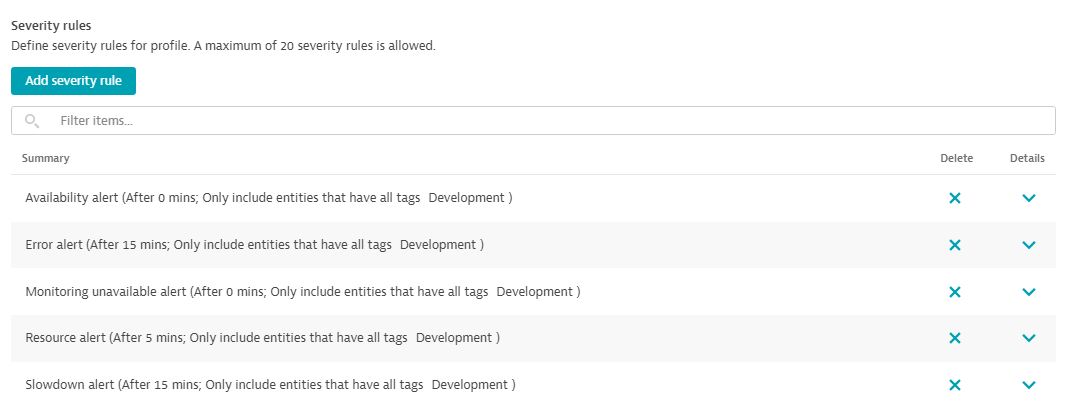 Severity rules
Define severity rules for profile. A maximum of 20 severity rules is allowed.
Add severity rule
Filter items...
Summary Delete Details
Availability alert (After 0 mins; Only include entities that have all tags Development )
Error alert (After 15 mins; Only include entities that have all tags Development )
Monitoring unavailable alert (After 0 mins; Only include entities that have all tags Development )
Resource alert (After 5 mins; Only include entities that have all tags Development )
Slowdown alert (After 15 mins; Only include entities that have all tags Development )